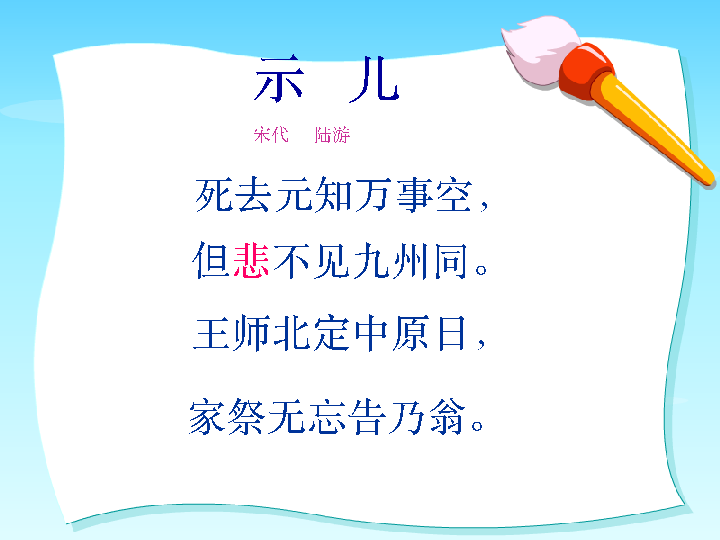 示 儿
宋代 陆游
死去元知万事空，
但悲不见九州同。
王师北定中原日，
家祭无忘告乃翁。